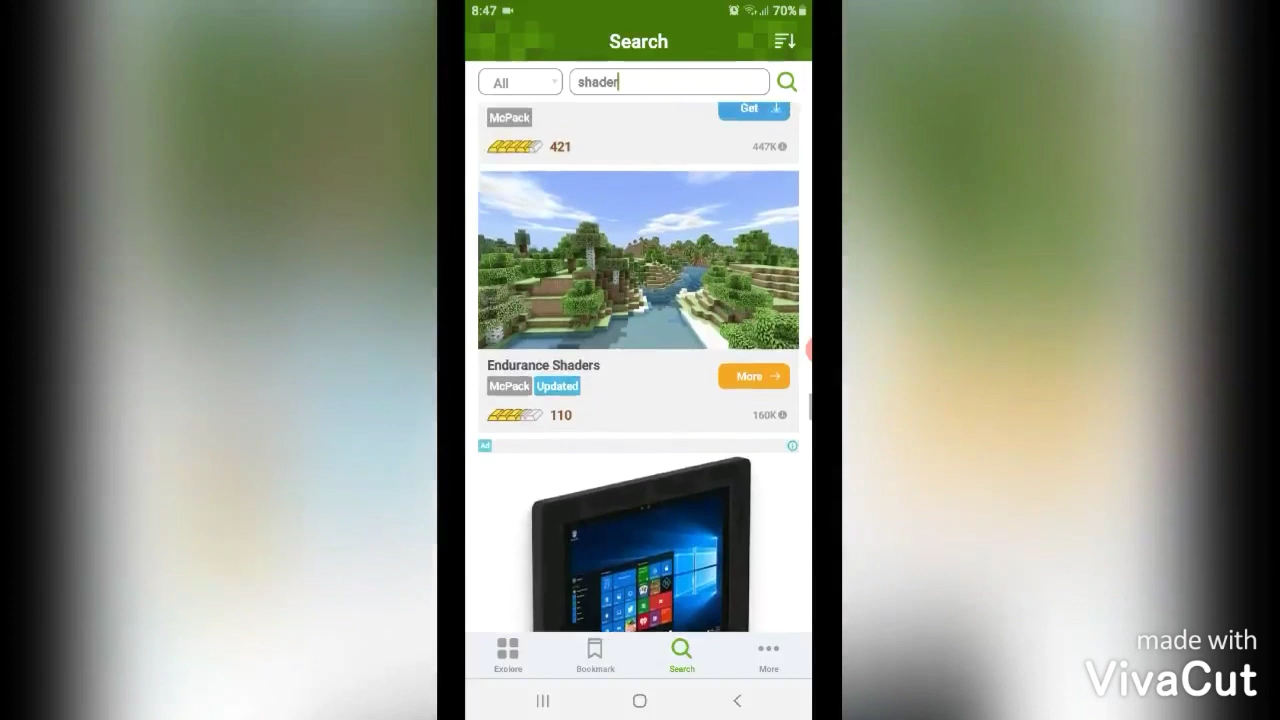 8:47
70%
Search
All
shader
McPack
Get
421
447K
Endurance Shaders
McPack Updated
More
110
160K
Ad
Explore
Bookmark
Search
More
made with
VivaCut